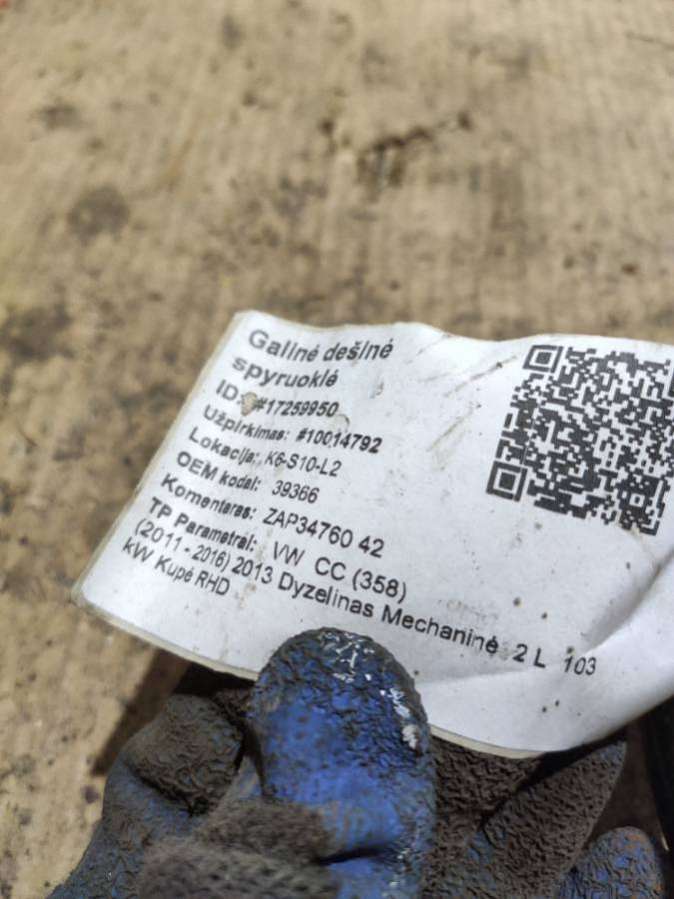 Galinė dešinė
spyruoklė
ID: #17259950
Užpirkimas: #10014792
Lokacija: K6-S10-L2
OEM kodai: 39366
Komentaras: ZAP34760 42
TP Parametrai: VW CC (358)
(2011 - 2016) 2013 Dyzelinas Mechaninė 2 L 103
kW Kupė RHD